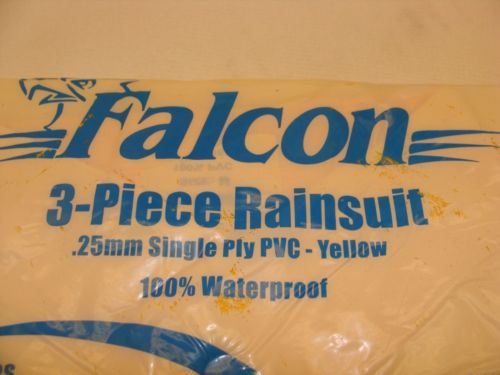 Falcon
3-Piece Rainsuit
.25mm Single Ply PVC - Yellow
100% Waterproof